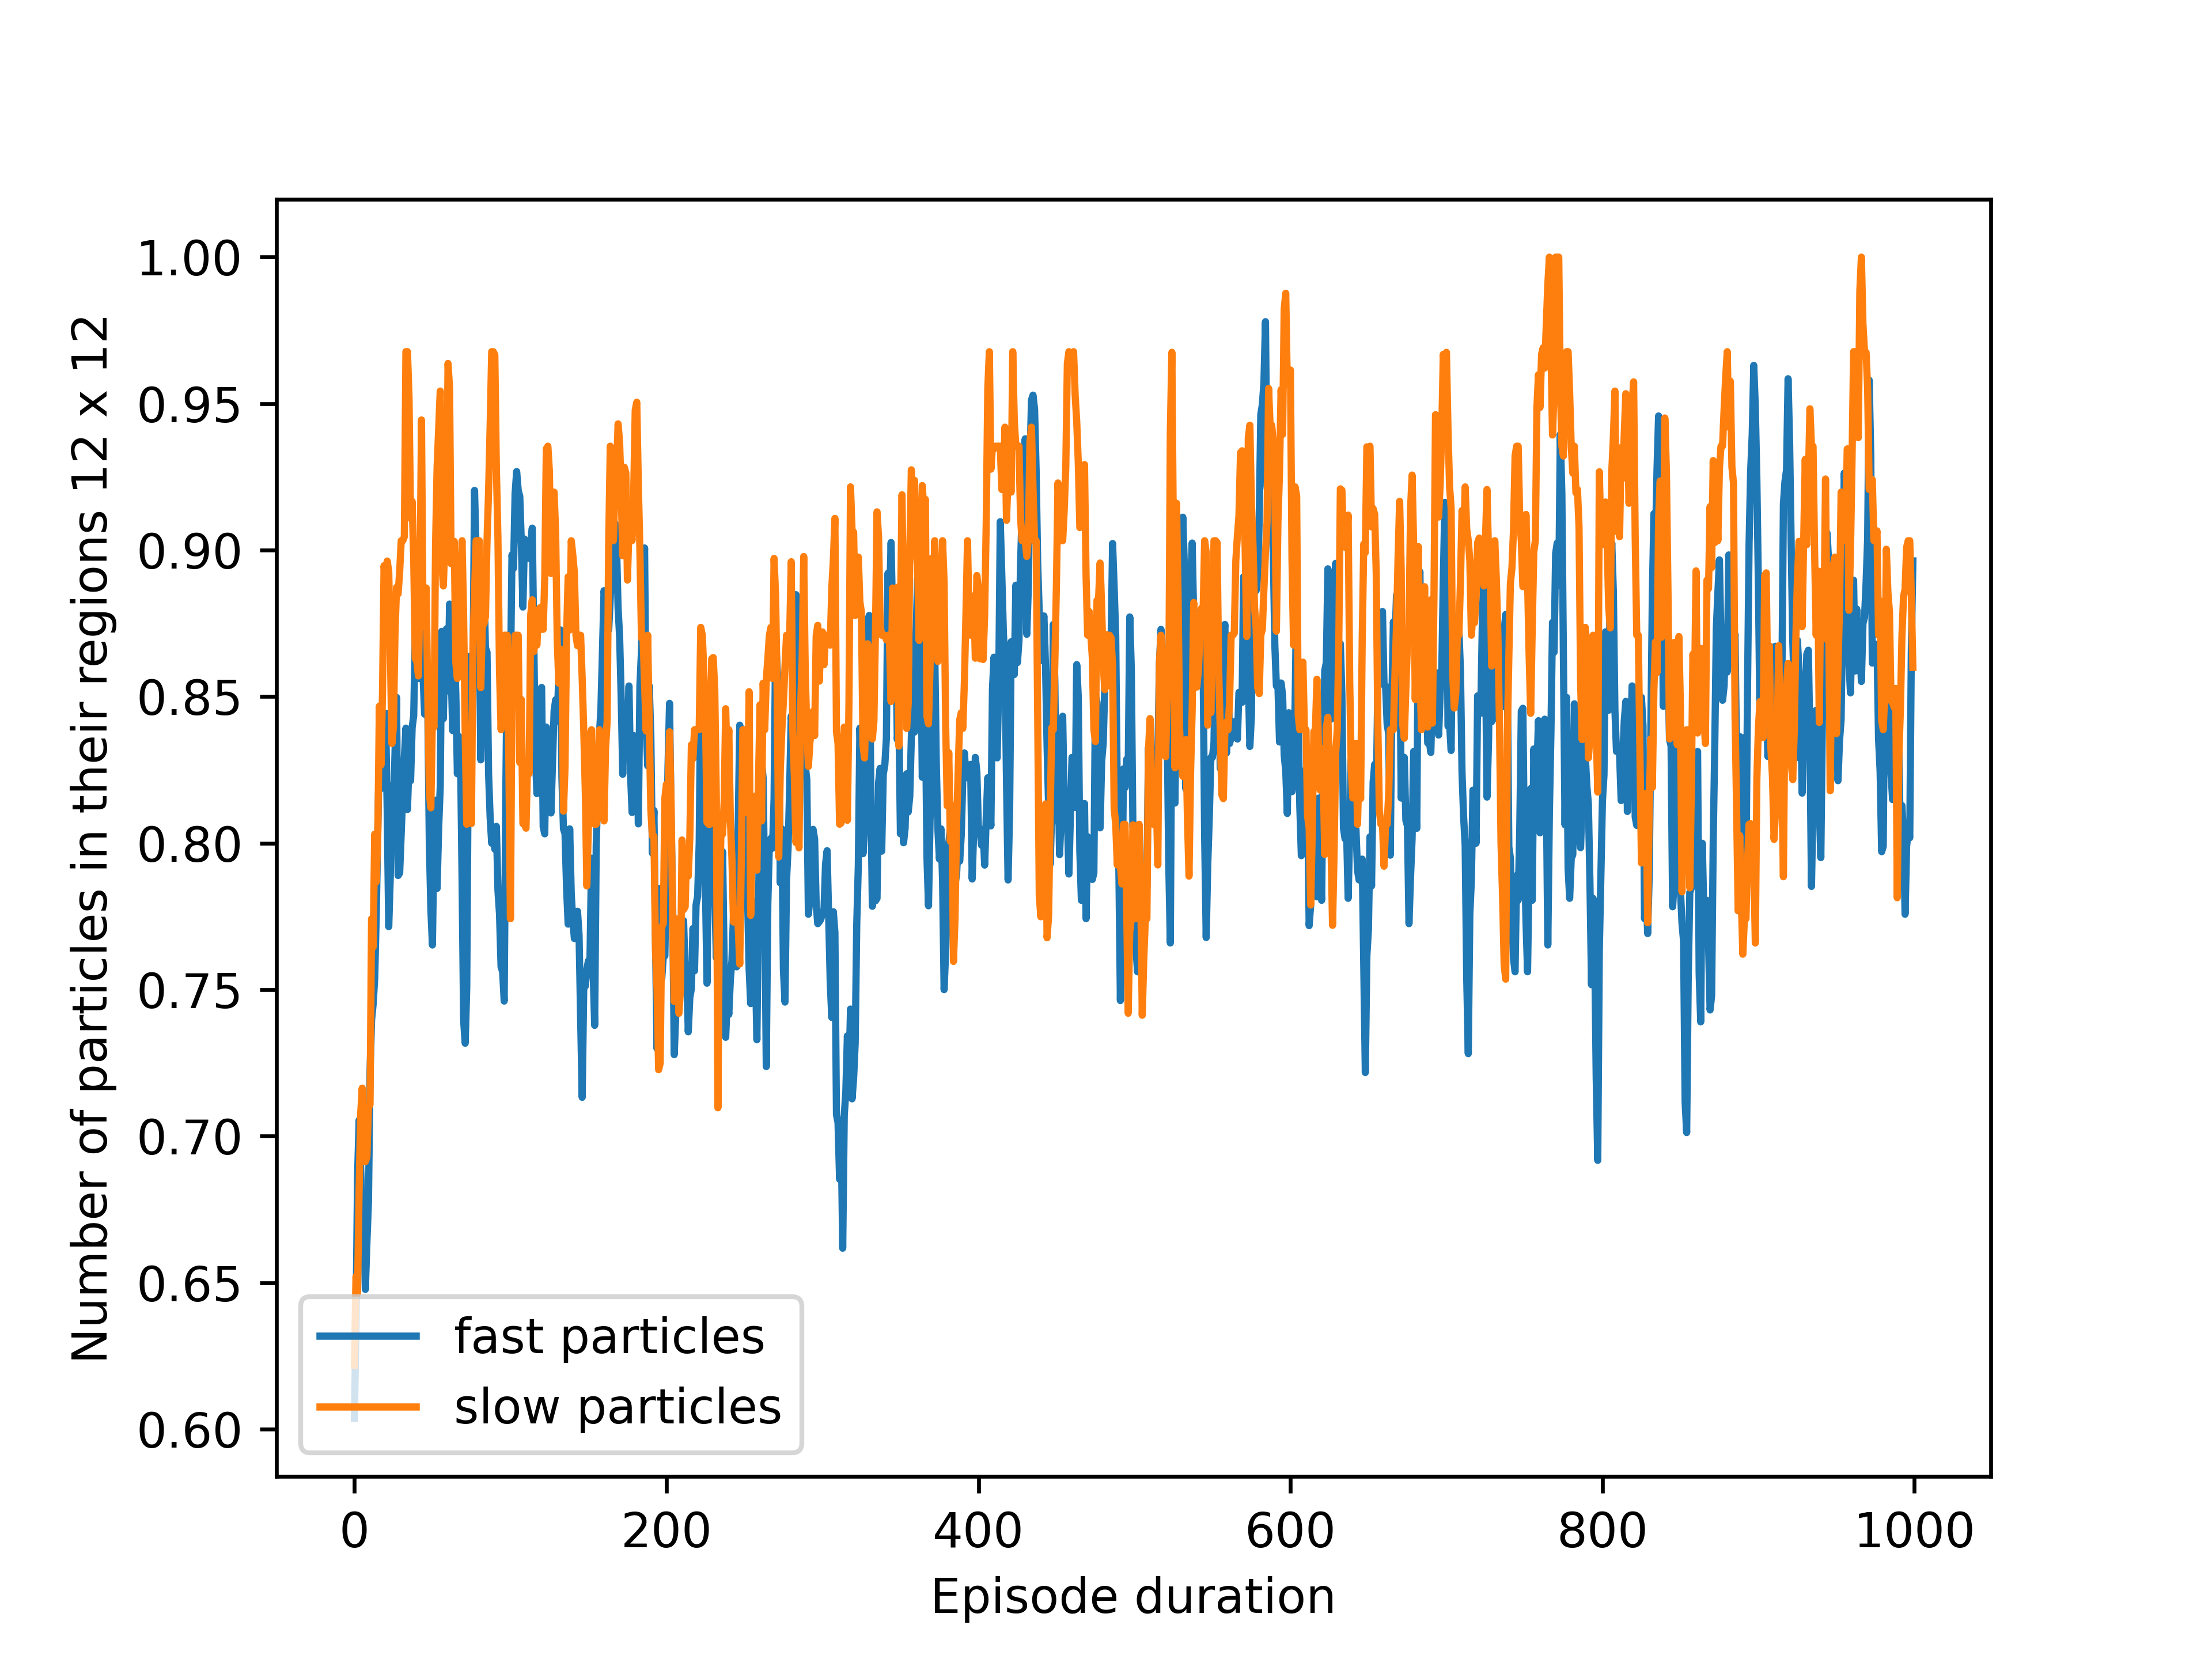 1.00
0.95
0.90
0.85
0.80
0.75
0.70
0.65
0.60
Number of particles in their regions 12 x 12
fast particles
slow particles
0 200 400 600 800 1000
Episode duration